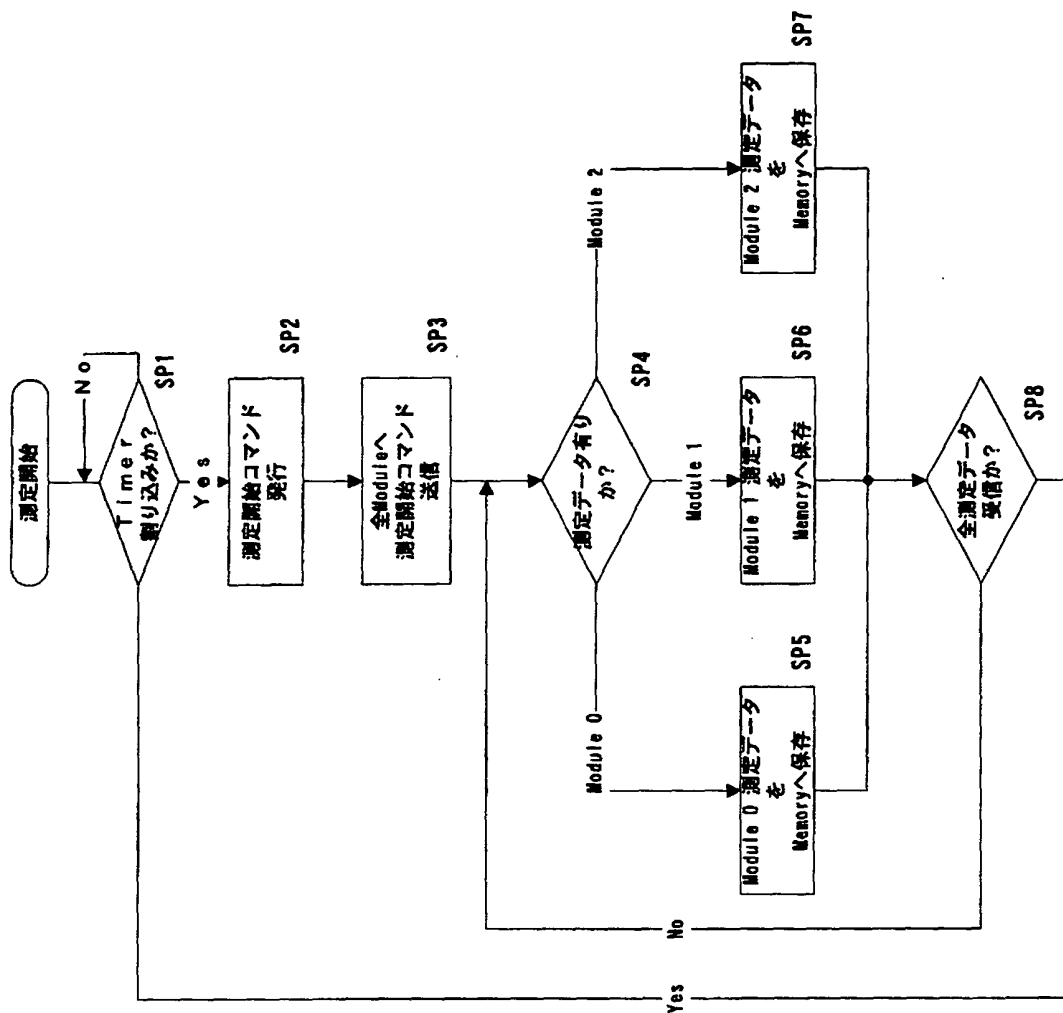 測定開始
No
Timer
割り込みか?
SP1
Yes
測定開始コマンド
発行
SP2
全Moduleへ
測定開始コマンド
送信
SP3
測定データ有り
か?
SP4
Module 0
Module 1
Module 2
Module 0 測定データ
を
Memoryへ保存
SP5
Module 1 測定データ
を
Memoryへ保存
SP6
Module 2 測定データ
を
Memoryへ保存
SP7
全測定データ
受信か?
SP8
No
Yes